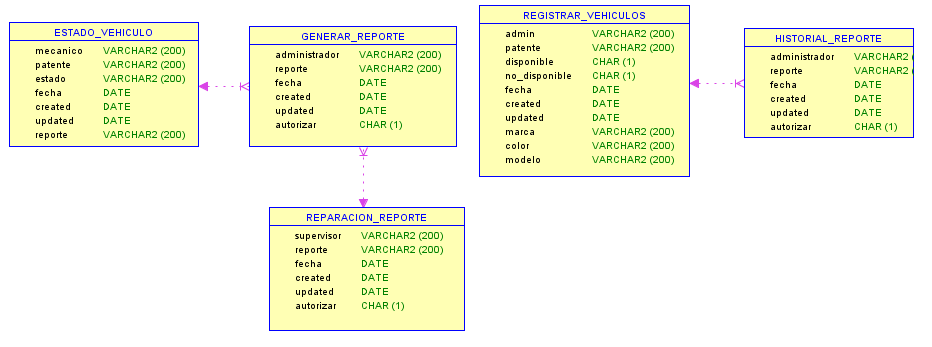 ESTADO_VEHICULO
mecanico VARCHAR2 (200)
patente VARCHAR2 (200)
estado VARCHAR2 (200)
fecha DATE
created DATE
updated DATE
reporte VARCHAR2 (200)
GENERAR_REPORTE
administrador VARCHAR2 (200)
reporte VARCHAR2 (200)
fecha DATE
created DATE
updated DATE
autorizar CHAR (1)
REGISTRAR_VEHICULOS
admin VARCHAR2 (200)
patente VARCHAR2 (200)
disponible CHAR (1)
no_disponible CHAR (1)
fecha DATE
created DATE
updated DATE
marca VARCHAR2 (200)
color VARCHAR2 (200)
modelo VARCHAR2 (200)
HISTORIAL_REPORTE
administrador VARCHAR2 (
reporte VARCHAR2 (
fecha DATE
created DATE
updated DATE
autorizar CHAR (1)
REPARACION_REPORTE
supervisor VARCHAR2 (200)
reporte VARCHAR2 (200)
fecha DATE
created DATE
updated DATE
autorizar CHAR (1)